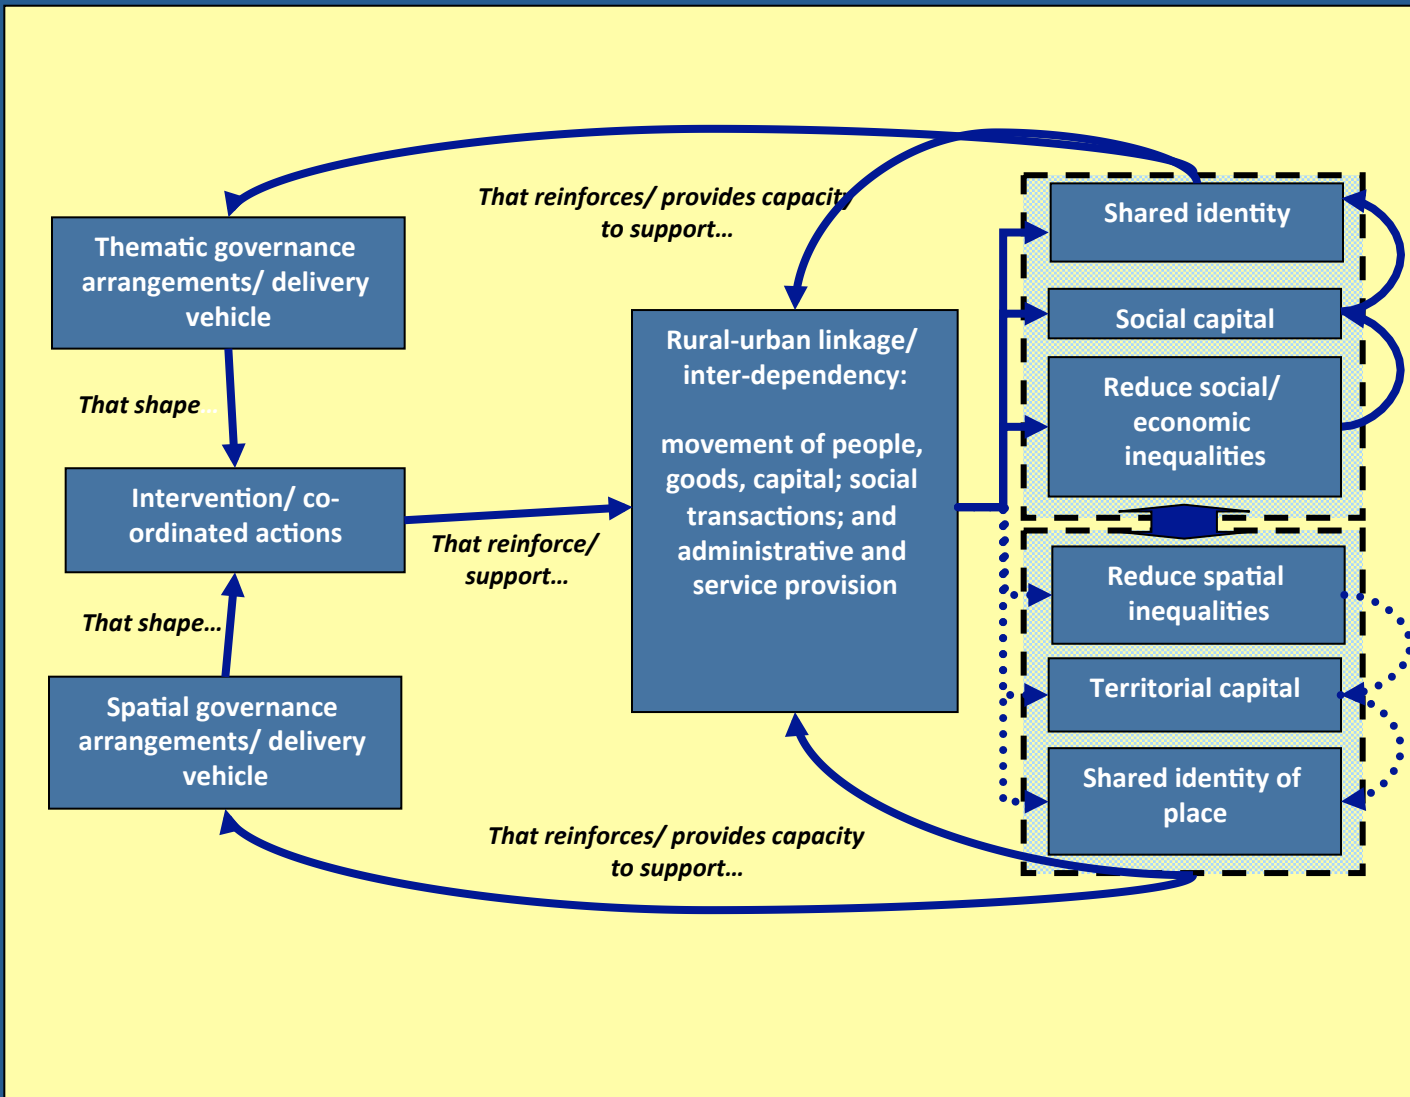 That reinforces/ provides capacity
to support...
Shared identity
Thematic governance
arrangements/ delivery
vehicle
Social capital
Rural-urban linkage/
inter-dependency:
movement of people,
goods, capital; social
transactions; and
administrative and
service provision
Reduce social/
economic
inequalities
That shape...
Intervention/ co-
ordinated actions
That reinforce/
support...
Reduce spatial
inequalities
That shape...
Territorial capital
Spatial governance
arrangements/ delivery
vehicle
Shared identity of
place
That reinforces/ provides capacity
to support...